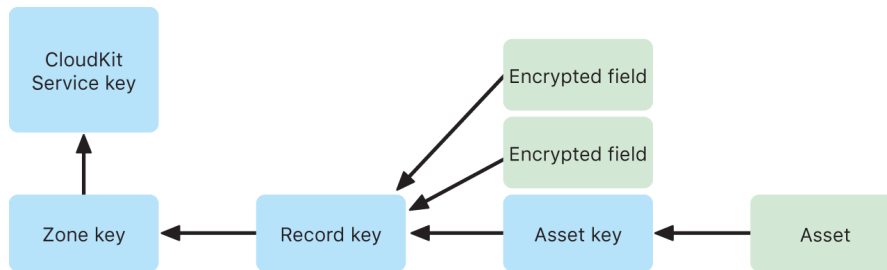 CloudKit
Service key
Encrypted field
Encrypted field
Zone key
Record key
Asset key
Asset